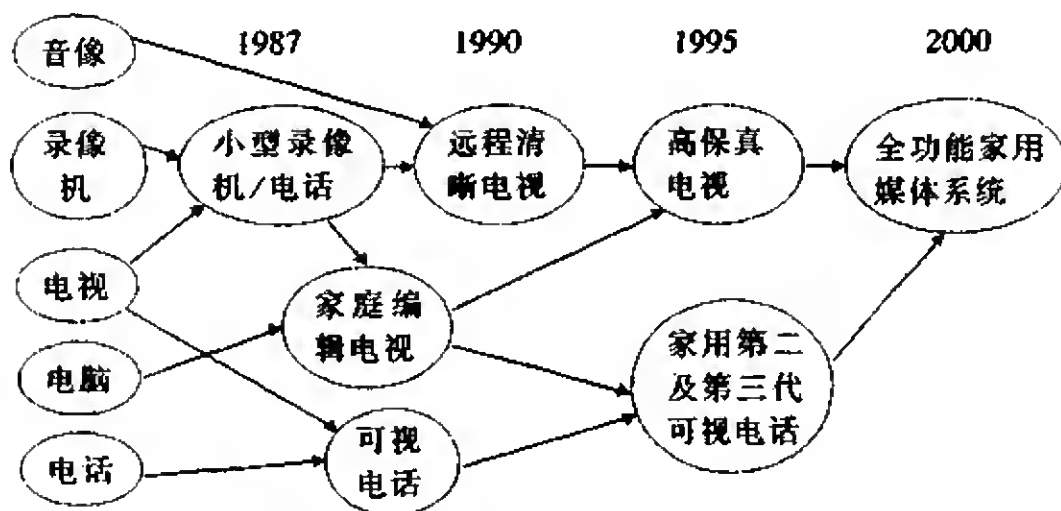 音像
1987
1990
1995
2000
录像
机
小型录像
机/电话
远程清
晰电视
高保真
电视
全功能家用
媒体系统
电视
家庭编
辑电视
电脑
家用第二
及第三代
可视电话
电话
可视
电话